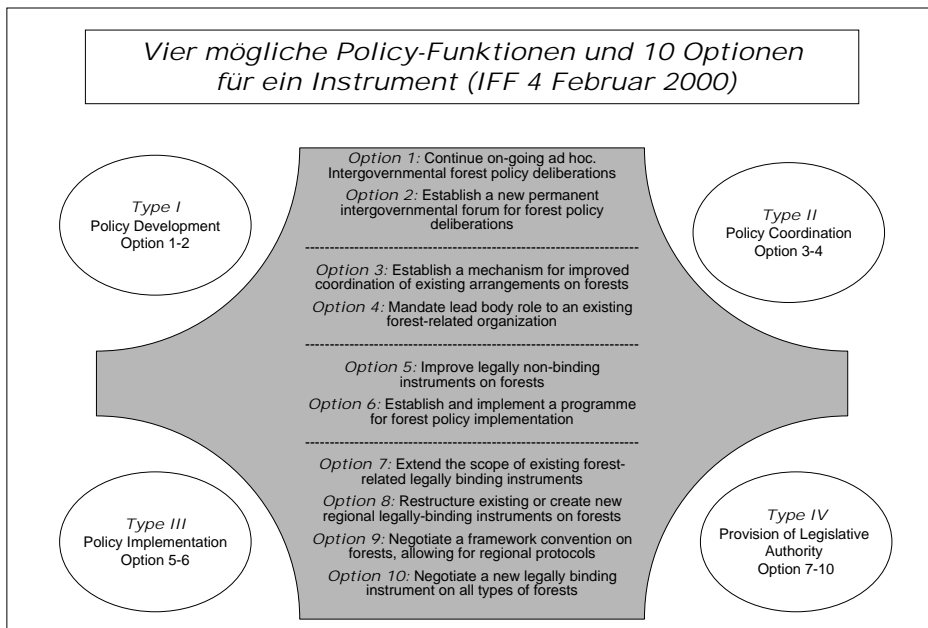 Vier mögliche Policy-Funktionen und 10 Optionen
für ein Instrument (IFF 4 Februar 2000)
Type I
Policy Development
Option 1-2
Type II
Policy Coordination
Option 3-4
Option 1: Continue on-going ad hoc.
Intergovernmental forest policy deliberations
Option 2: Establish a new permanent
intergovernmental forum for forest policy
deliberations
Option 3: Establish a mechanism for improved
coordination of existing arrangements on forests
Option 4: Mandate lead body role to an existing
forest-related organization
Option 5: Improve legally non-binding
instruments on forests
Option 6: Establish and implement a programme
for forest policy implementation
Option 7: Extend the scope of existing forest-
related legally binding instruments
Option 8: Restructure existing or create new
regional legally-binding instruments on forests
Option 9: Negotiate a framework convention on
forests, allowing for regional protocols
Option 10: Negotiate a new legally binding
instrument on all types of forests
Type III
Policy Implementation
Option 5-6
Type IV
Provision of Legislative
Authority
Option 7-10